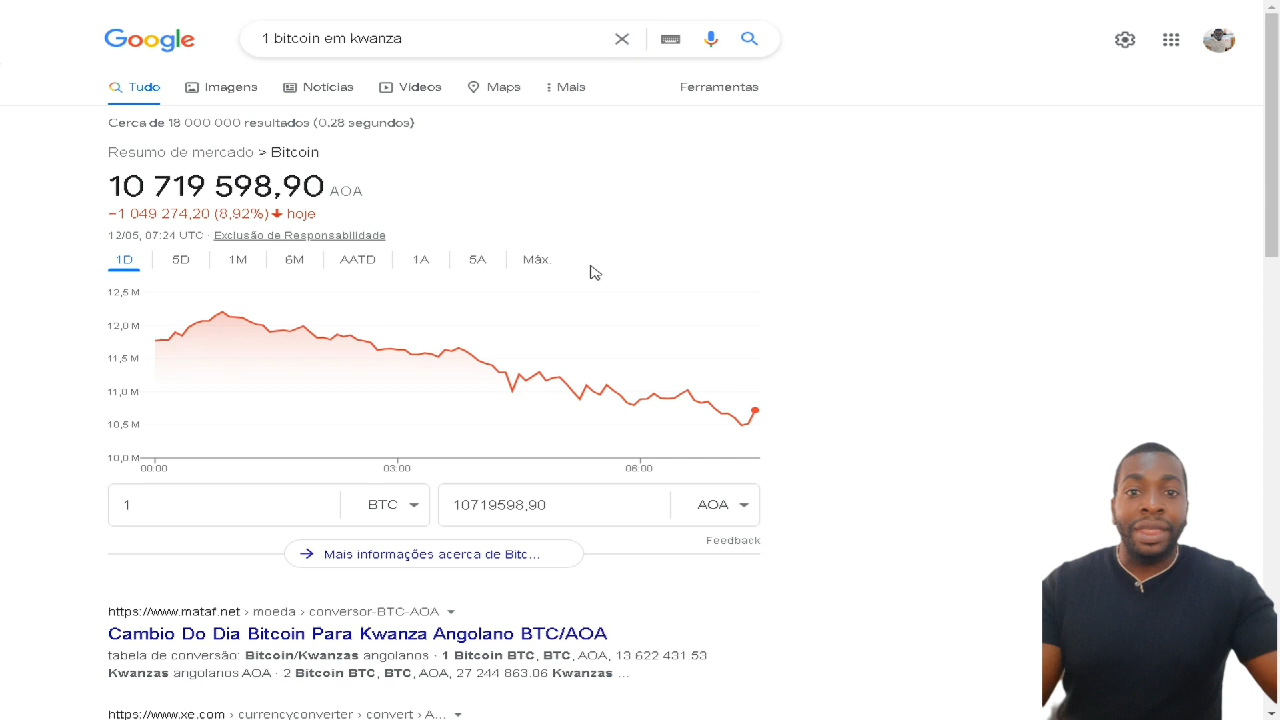 Google
1 bitcoin em kwanza
Tudo Imagens Notícias Vídeos Maps Mais Ferramentas
Cerca de 18 000 000 resultados (0.28 segundos)
Resumo de mercado > Bitcoin
10 719 598,90 AOA
−1 049 274,20 (8,92%) hoje
12/05, 07:24 UTC · Exclusão de Responsabilidade
1D 5D 1M 6M AATD 1A 5A Máx.
12,5 M
12,0 M
11,5 M
11,0 M
10,5 M
10,0 M
00:00 03:00 06:00
1 BTC 10719598,90 AOA
Feedback
Mais informações acerca de Bitc...
https://www.mataf.net › moeda › conversor-BTC-AOA
Cambio Do Dia Bitcoin Para Kwanza Angolano BTC/AOA
tabela de conversão: Bitcoin/Kwanzas angolanos · 1 Bitcoin BTC, BTC, AOA, 13 622 431.53
Kwanzas angolanos AOA · 2 Bitcoin BTC, BTC, AOA, 27 244 863.06 Kwanzas ...
https://www.xe.com › currencyconverter › convert › A...